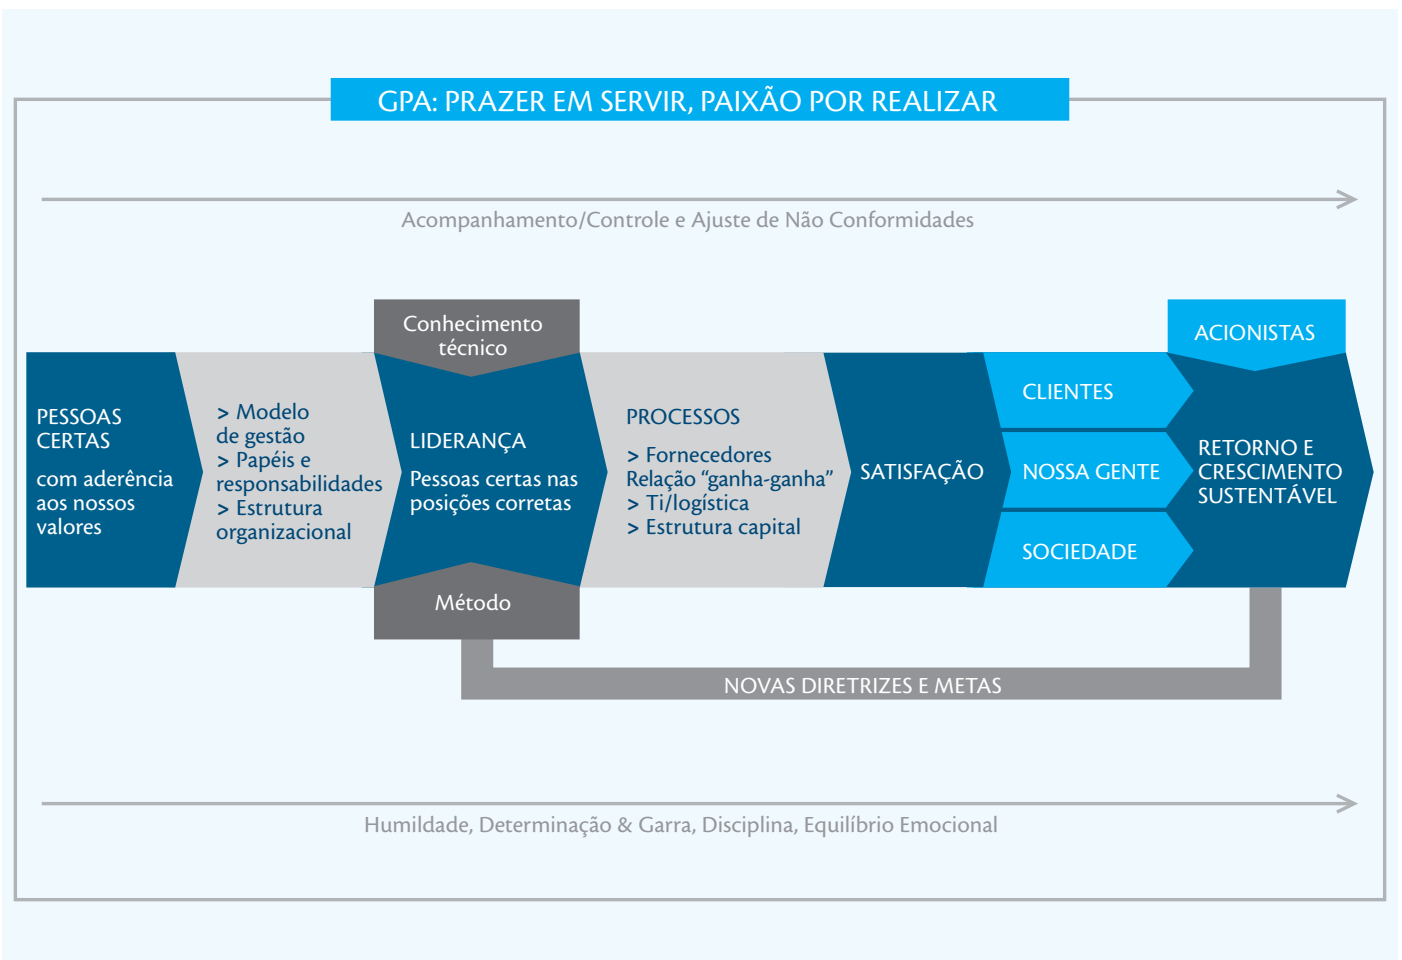 GPA: PRAZER EM SERVIR, PAIXÃO POR REALIZAR
Acompanhamento/Controle e Ajuste de Não Conformidades
PESSOAS
CERTAS
com aderência
aos nossos
valores
> Modelo
de gestão
> Papéis e
responsabilidades
> Estrutura
organizacional
Conhecimento
técnico
LIDERANÇA
Pessoas certas nas
posições corretas
Método
PROCESSOS
> Fornecedores
Relação “ganha-ganha”
> Ti/logística
> Estrutura capital
SATISFAÇÃO
CLIENTES
NOSSA GENTE
SOCIEDADE
ACIONISTAS
RETORNO E
CRESCIMENTO
SUSTENTÁVEL
NOVAS DIRETRIZES E METAS
Humildade, Determinação & Garra, Disciplina, Equilíbrio Emocional